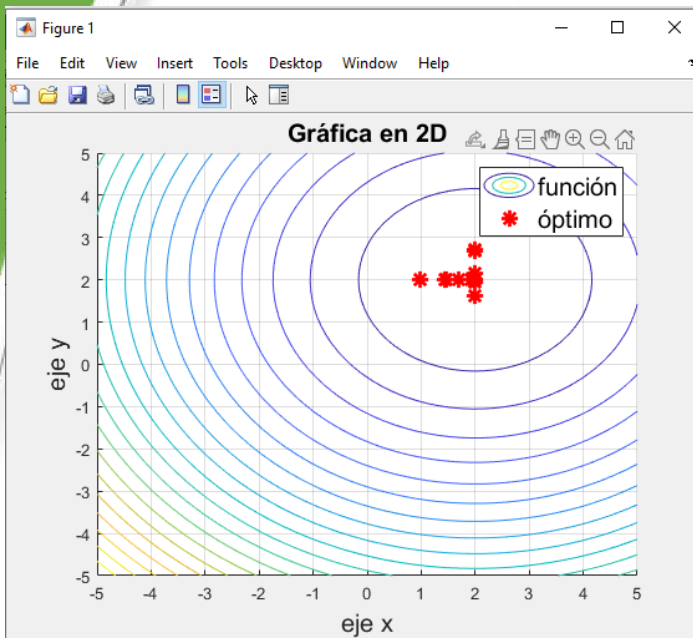 Figure 1
File Edit View Insert Tools Desktop Window Help
Gráfica en 2D
función
óptimo
5
4
3
2
1
0
-1
-2
-3
-4
-5
eje y
-5 -4 -3 -2 -1 0 1 2 3 4 5
eje x